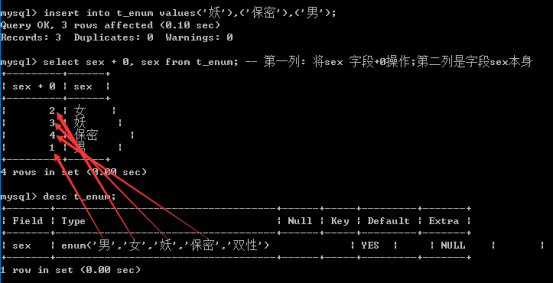 mysql> insert into t_enum values('妖'),('保密'),('男');
Query OK, 3 rows affected (0.10 sec)
Records: 3  Duplicates: 0  Warnings: 0
mysql> select sex + 0, sex from t_enum; -- 第一列: 将sex 字段+0操作;第二列是字段sex本身
+---------+------+
| sex + 0 | sex  |
+---------+------+
| 2 | 女 |
| 3 | 妖 |
| 4 | 保密 |
| 1 | 男 |
+---------+------+
4 rows in set (0.00 sec)
mysql> desc t_enum;
| Field | Type | Null | Key | Default | Extra |
| sex | enum('男','女','妖','保密','双性') | YES | | NULL | |
1 row in set (0.00 sec)